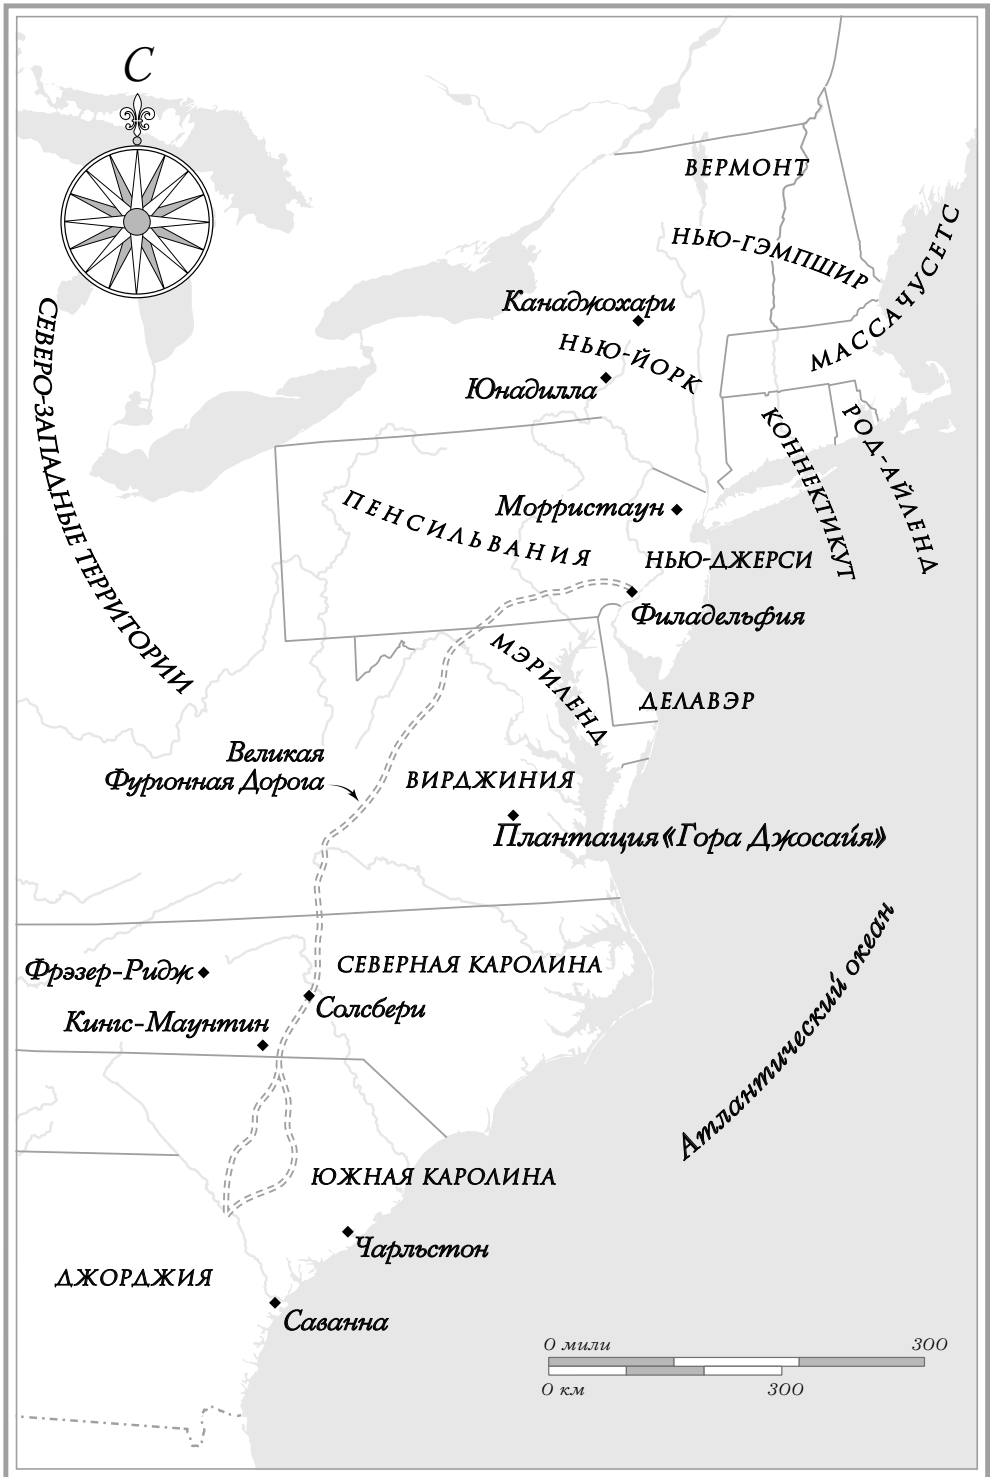 С
ВЕРМОНТ
НЬЮ-ГЭМПШИР
МАССАЧУСЕТС
Канаджохари
НЬЮ-ЙОРК
Юнадилла
СЕВЕРО-ЗАПАДНЫЕ ТЕРРИТОРИИ
КОННЕКТИКУТ
РОД-АЙЛЕНД
ПЕНСИЛЬВАНИЯ
Морристаун
НЬЮ-ДЖЕРСИ
Филадельфия
МЭРИЛЕНД
ДЕЛАВЭР
Великая
Фургонная Дорога
ВИРДЖИНИЯ
Плантация «Гора Джосайя»
Атлантический океан
Фрэзер-Ридж
СЕВЕРНАЯ КАРОЛИНА
Солсбери
Кингс-Маунтин
ЮЖНАЯ КАРОЛИНА
Чарльстон
ДЖОРДЖИЯ
Саванна
0 мили 300
0 км 300